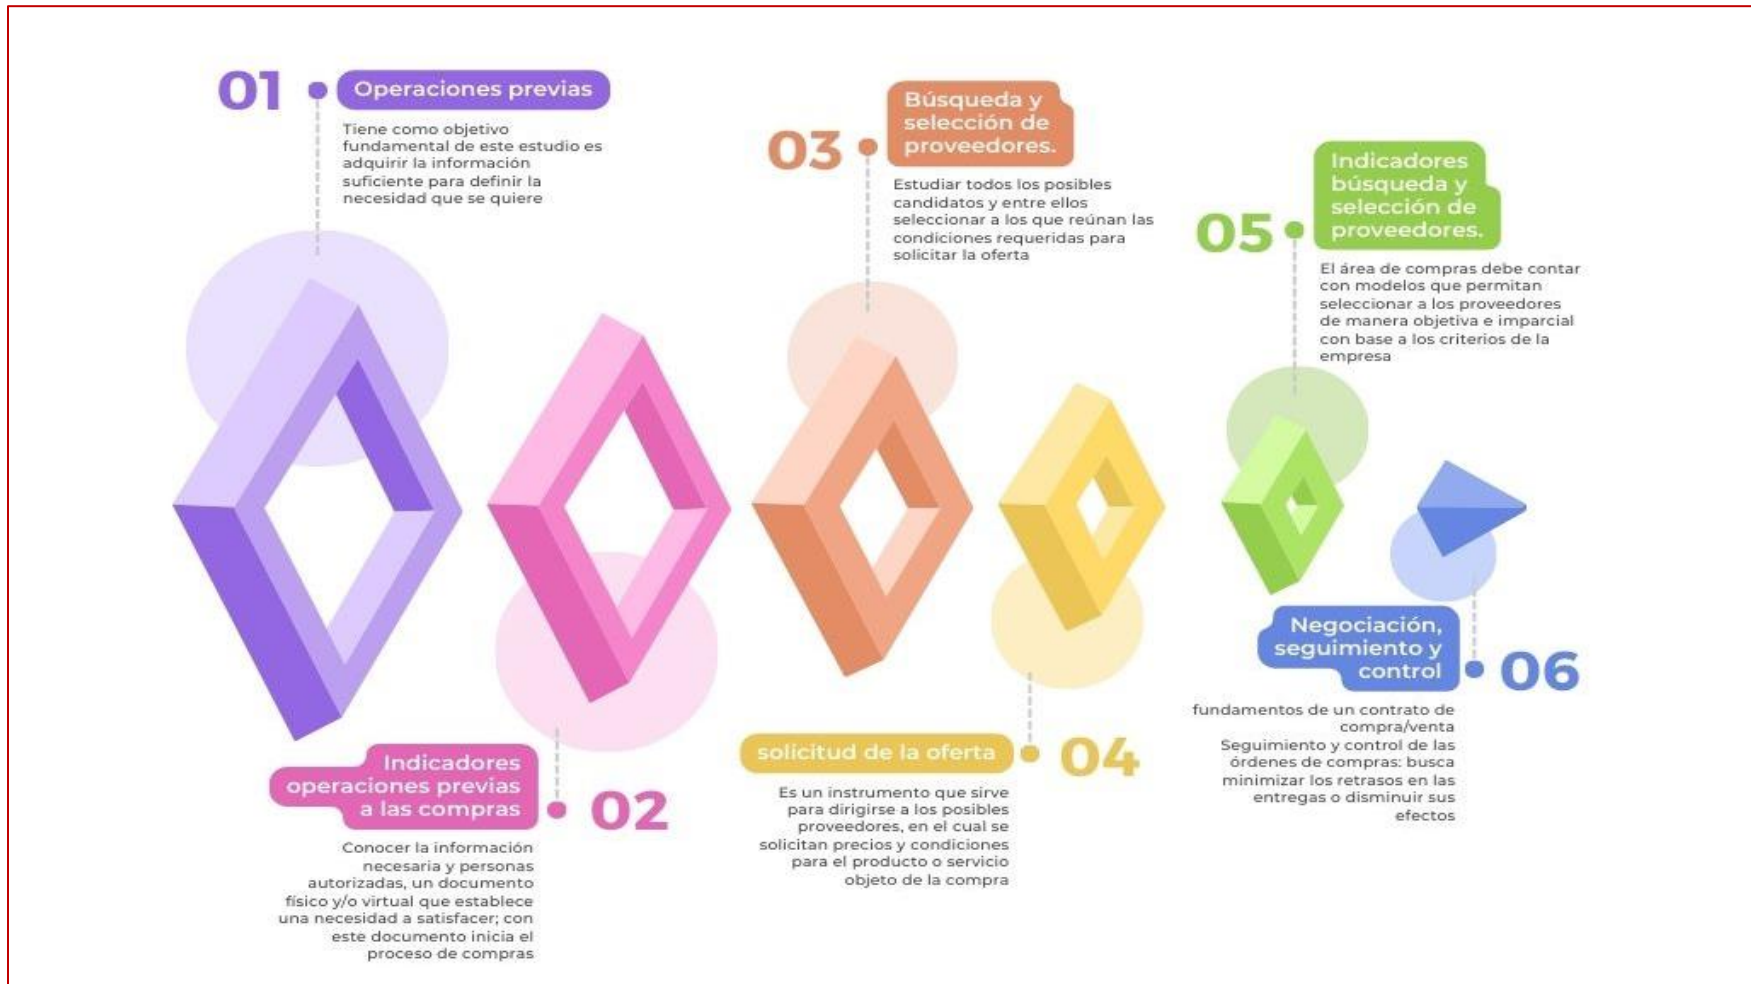 01
Operaciones previas
Tiene como objetivo
fundamental de este estudio es
adquirir la información
suficiente para definir la
necesidad que se quiere
Indicadores
operaciones previas
a las compras
02
Conocer la información
necesaria y personas
autorizadas, un documento
físico y/o virtual que establece
una necesidad a satisfacer; con
este documento inicia el
proceso de compras
03
Búsqueda y
selección de
proveedores.
Estudiar todos los posibles
candidatos y entre ellos
seleccionar a los que reúnan las
condiciones requeridas para
solicitar la oferta
solicitud de la oferta
04
Es un instrumento que sirve
para dirigirse a los posibles
proveedores, en el cual se
solicitan precios y condiciones
para el producto o servicio
objeto de la compra
05
Indicadores
búsqueda y
selección de
proveedores.
El área de compras debe contar
con modelos que permitan
seleccionar a los proveedores
de manera objetiva e imparcial
con base a los criterios de la
empresa
Negociación,
seguimiento y
control
06
fundamentos de un contrato de
compra/venta
Seguimiento y control de las
órdenes de compras: busca
minimizar los retrasos en las
entregas o disminuir sus
efectos